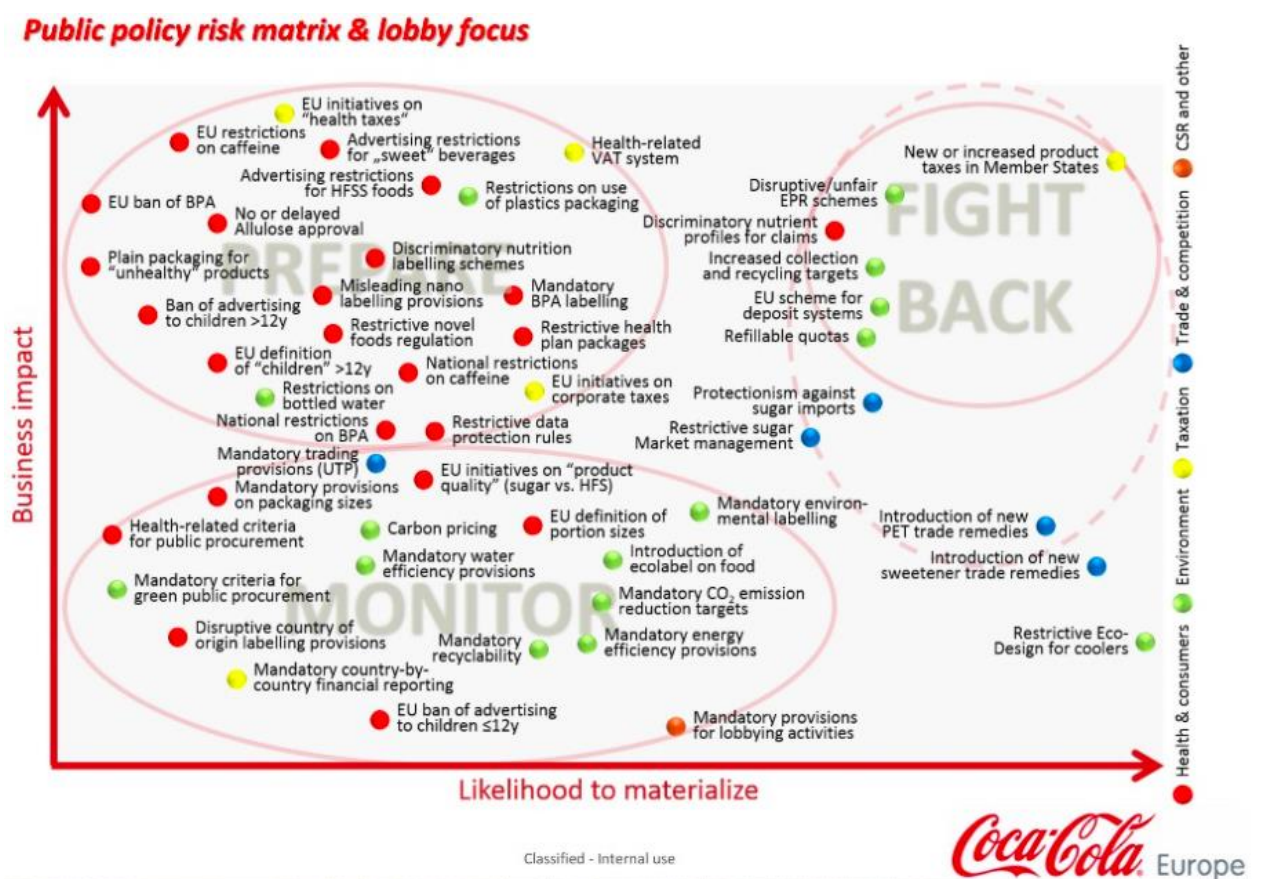 Public policy risk matrix & lobby focus
EU initiatives on
"health taxes"
EU restrictions
on caffeine
Advertising restrictions
for „sweet" beverages
Health-related
VAT system
New or increased product
taxes in Member States
Advertising restrictions
for HFSS foods
Restrictions on use
of plastics packaging
Disruptive/unfair
EPR schemes
FIGHT
BACK
EU ban of BPA
No or delayed
Allulose approval
Discriminatory nutrient
profiles for claims
PREPARE
Plain packaging for
"unhealthy" products
Discriminatory nutrition
labelling schemes
Increased collection
and recycling targets
Misleading nano
labelling provisions
Mandatory
BPA labelling
EU scheme for
deposit systems
Ban of advertising
to children >12y
Restrictive novel
foods regulation
Restrictive health
plan packages
Refillable quotas
EU definition
of "children" >12y
National restrictions
on caffeine
EU initiatives on
corporate taxes
Restrictions on
bottled water
Protectionism against
sugar imports
National restrictions
on BPA
Restrictive data
protection rules
Restrictive sugar
Market management
Mandatory trading
provisions (UTP)
EU initiatives on "product
quality" (sugar vs. HFS)
Mandatory provisions
on packaging sizes
Mandatory environ-
mental labelling
Health-related criteria
for public procurement
Carbon pricing
EU definition of
portion sizes
Introduction of new
PET trade remedies
Mandatory water
efficiency provisions
Introduction of
ecolabel on food
Introduction of new
sweetener trade remedies
Mandatory criteria for
green public procurement
MONITOR
Mandatory CO₂ emission
reduction targets
Disruptive country of
origin labelling provisions
Mandatory
recyclability
Mandatory energy
efficiency provisions
Restrictive Eco-
Design for coolers
Mandatory country-by-
country financial reporting
EU ban of advertising
to children ≤12y
Mandatory provisions
for lobbying activities
Business impact
Likelihood to materialize
Health & consumers
Environment
Taxation
Trade & competition
CSR and other
Classified - Internal use
Coca-Cola Europe